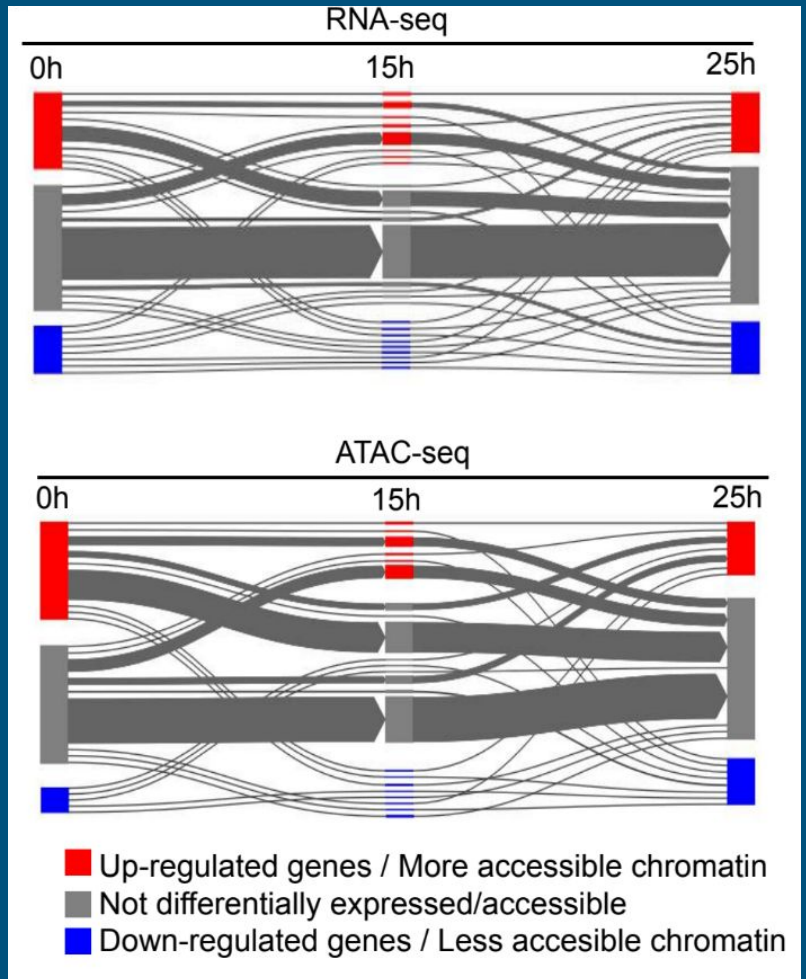 RNA-seq
0h 15h 25h
ATAC-seq
0h 15h 25h
Up-regulated genes / More accessible chromatin
Not differentially expressed/accessible
Down-regulated genes / Less accesible chromatin